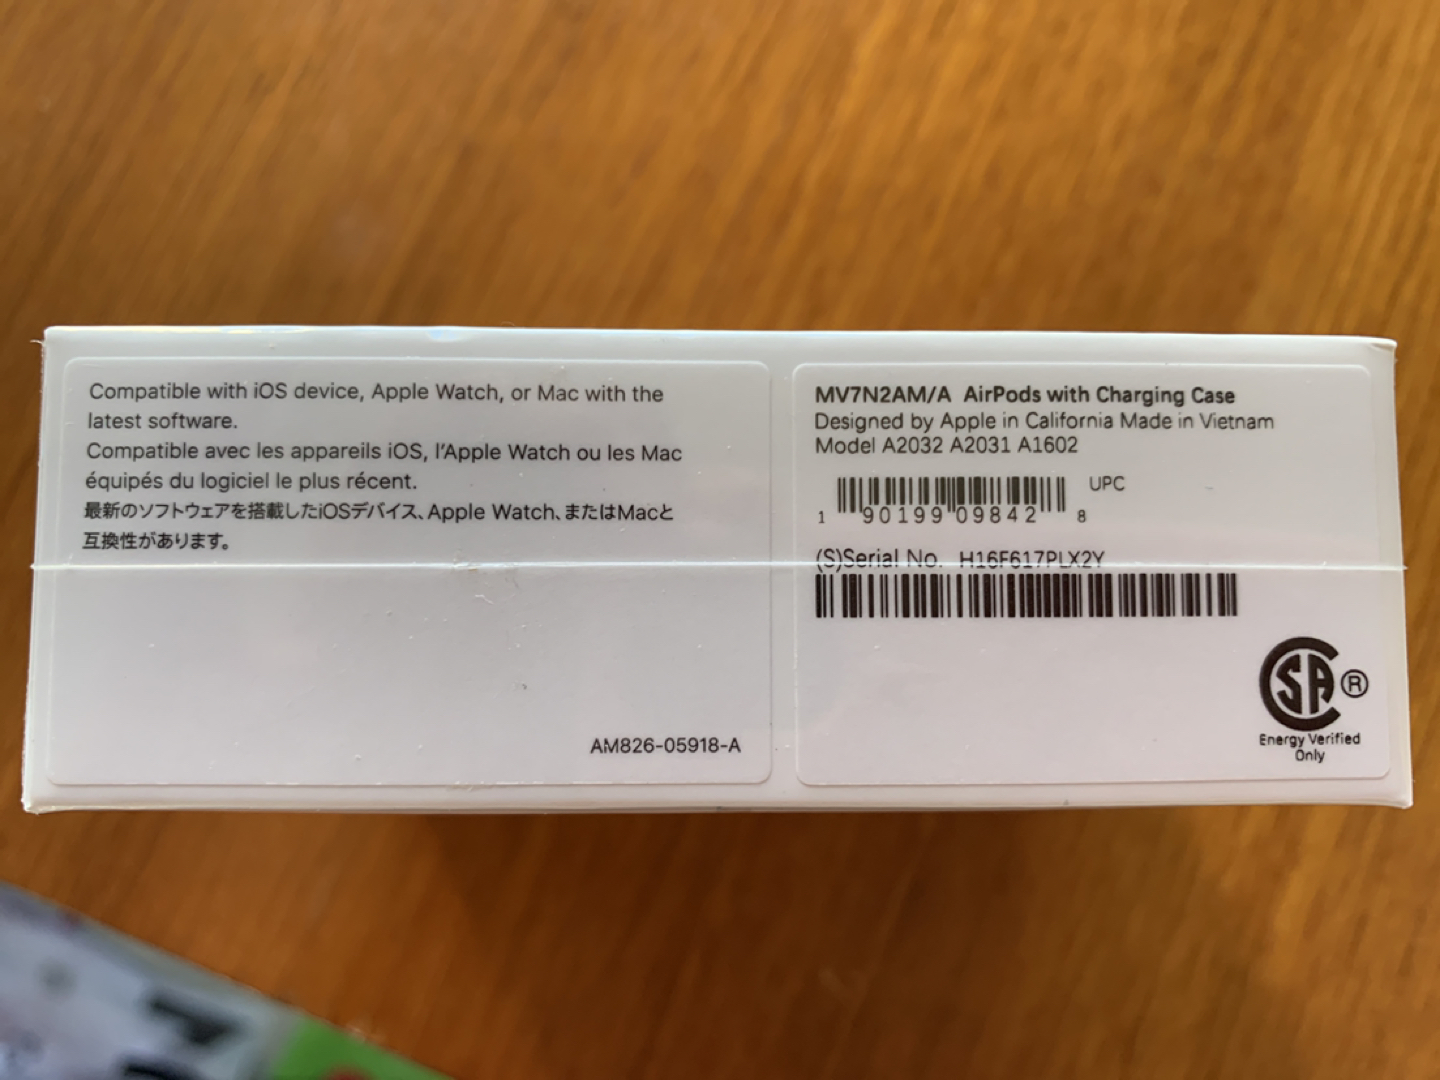 Compatible with iOS device, Apple Watch, or Mac with the
latest software.
Compatible avec les appareils iOS, l'Apple Watch ou les Mac
équipés du logiciel le plus récent.
最新のソフトウェアを搭載したiOSデバイス、Apple Watch、またはMacと
互換性があります。
AM826-05918-A
MV7N2AM/A AirPods with Charging Case
Designed by Apple in California Made in Vietnam
Model A2032 A2031 A1602
UPC
1 90199 09842 8
(S)Serial No. H16F617PLX2Y
SA ®
Energy Verified
Only